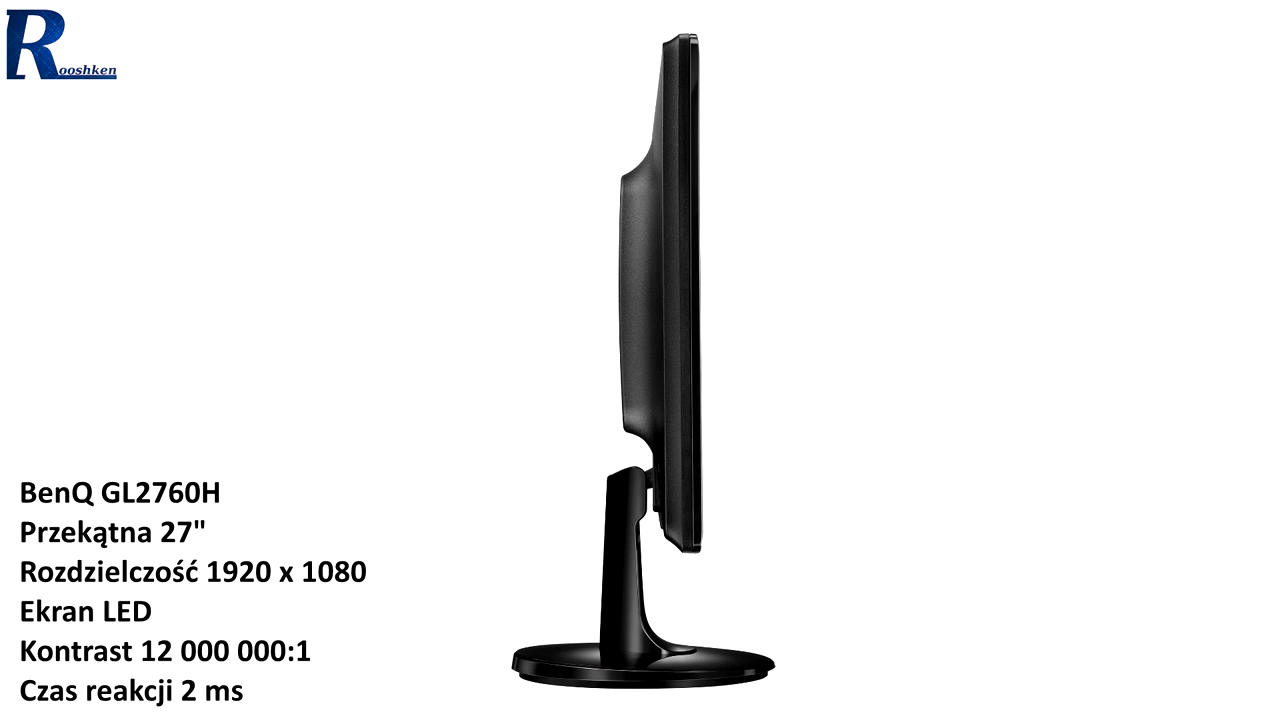 Rooshken
BenQ GL2760H
Przekątna 27"
Rozdzielczość 1920 x 1080
Ekran LED
Kontrast 12 000 000:1
Czas reakcji 2 ms